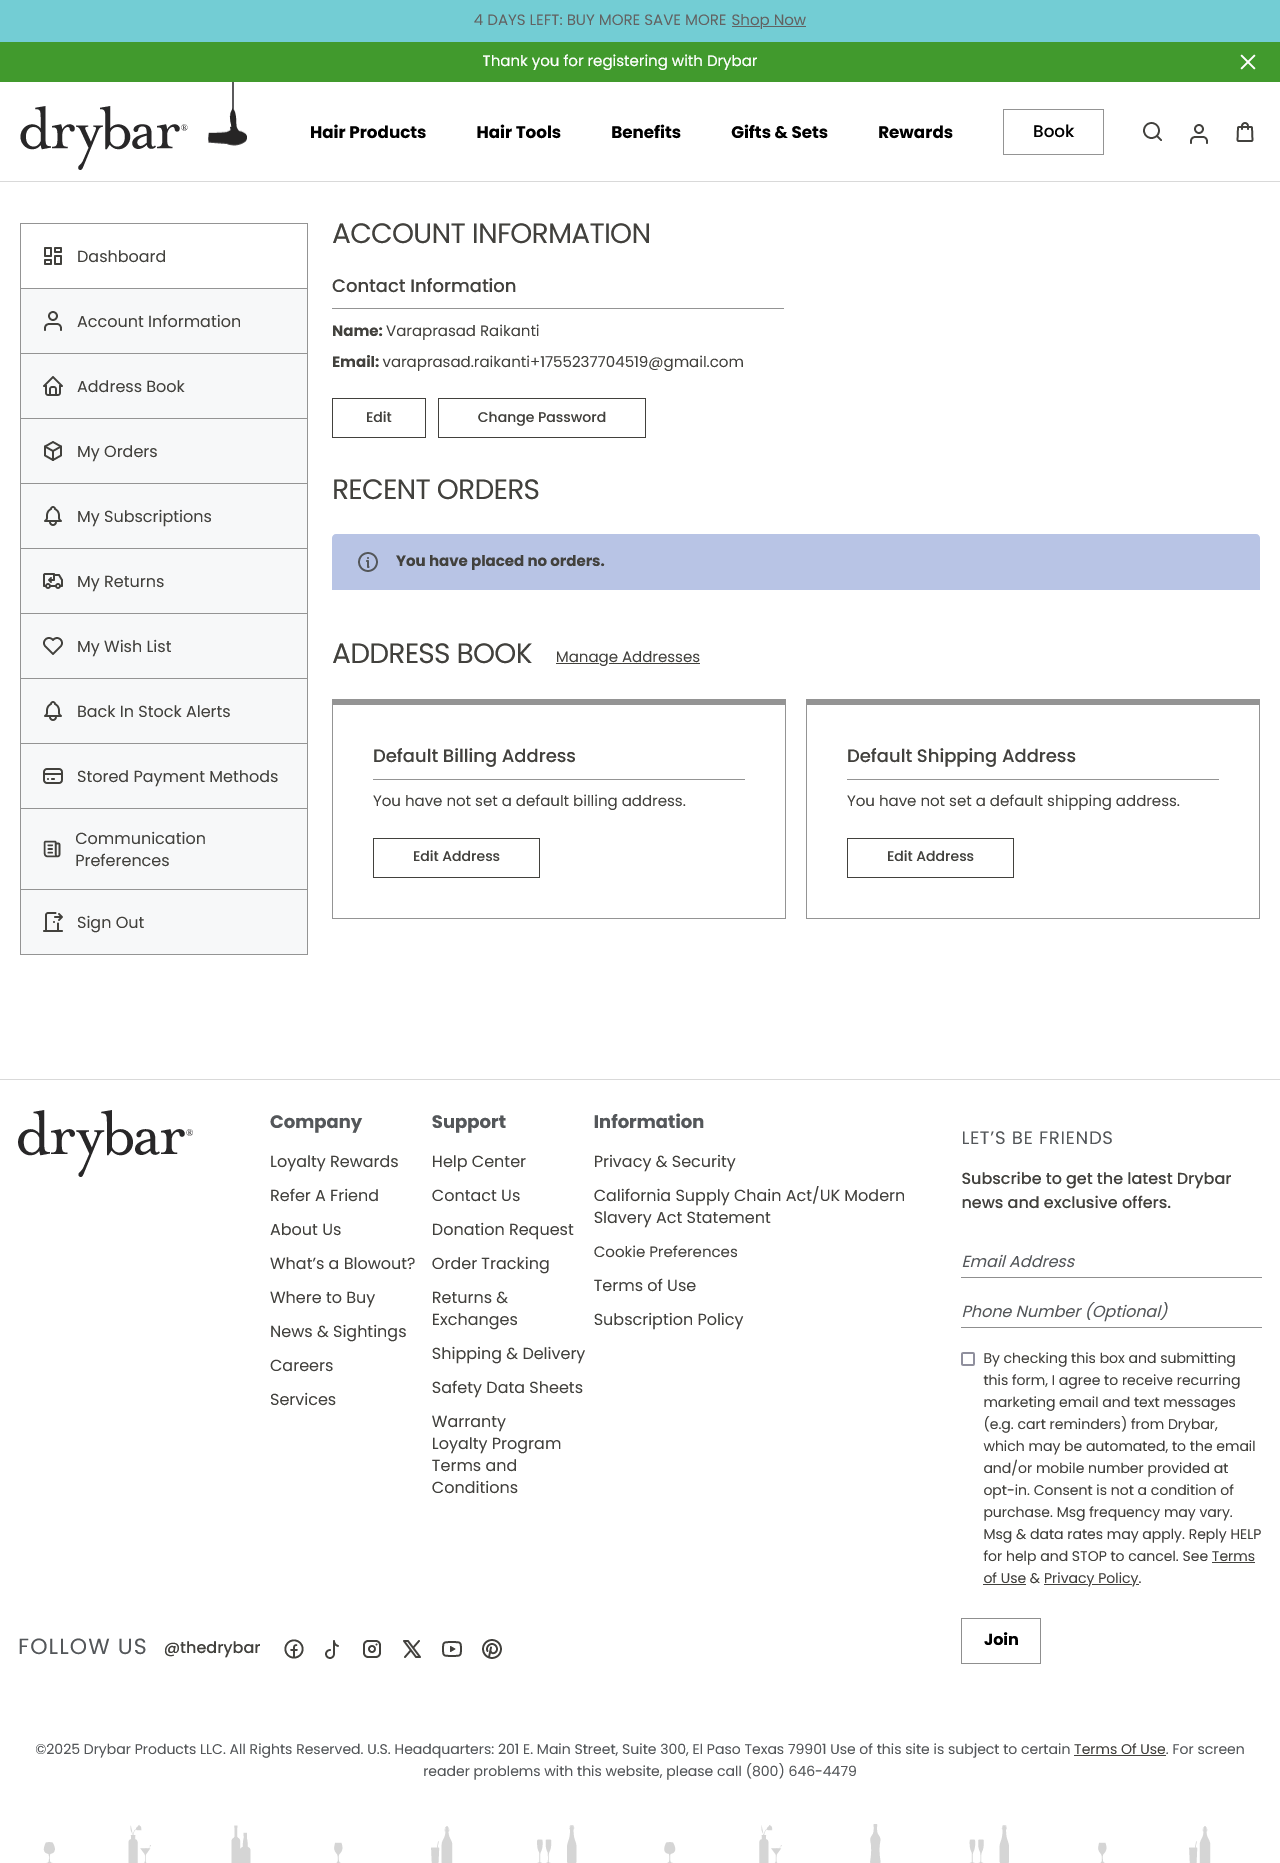 4 DAYS LEFT: BUY MORE SAVE MORE Shop Now
Thank you for registering with Drybar
drybar®
Hair Products
Hair Tools
Benefits
Gifts & Sets
Rewards
Book
Dashboard
Account Information
Address Book
My Orders
My Subscriptions
My Returns
My Wish List
Back In Stock Alerts
Stored Payment Methods
Communication
Preferences
Sign Out
ACCOUNT INFORMATION
Contact Information
Name: Varaprasad Raikanti
Email: varaprasad.raikanti+1755237704519@gmail.com
Edit
Change Password
RECENT ORDERS
You have placed no orders.
ADDRESS BOOK
Manage Addresses
Default Billing Address
You have not set a default billing address.
Edit Address
Default Shipping Address
You have not set a default shipping address.
Edit Address
drybar®
Company
Loyalty Rewards
Refer A Friend
About Us
What's a Blowout?
Where to Buy
News & Sightings
Careers
Services
Support
Help Center
Contact Us
Donation Request
Order Tracking
Returns &
Exchanges
Shipping & Delivery
Safety Data Sheets
Warranty
Loyalty Program
Terms and
Conditions
Information
Privacy & Security
California Supply Chain Act/UK Modern
Slavery Act Statement
Cookie Preferences
Terms of Use
Subscription Policy
LET'S BE FRIENDS
Subscribe to get the latest Drybar
news and exclusive offers.
Email Address
Phone Number (Optional)
By checking this box and submitting
this form, I agree to receive recurring
marketing email and text messages
(e.g. cart reminders) from Drybar,
which may be automated, to the email
and/or mobile number provided at
opt-in. Consent is not a condition of
purchase. Msg frequency may vary.
Msg & data rates may apply. Reply HELP
for help and STOP to cancel. See Terms
of Use & Privacy Policy.
Join
FOLLOW US
@thedrybar
©2025 Drybar Products LLC. All Rights Reserved. U.S. Headquarters: 201 E. Main Street, Suite 300, El Paso Texas 79901 Use of this site is subject to certain Terms Of Use. For screen
reader problems with this website, please call (800) 646-4479